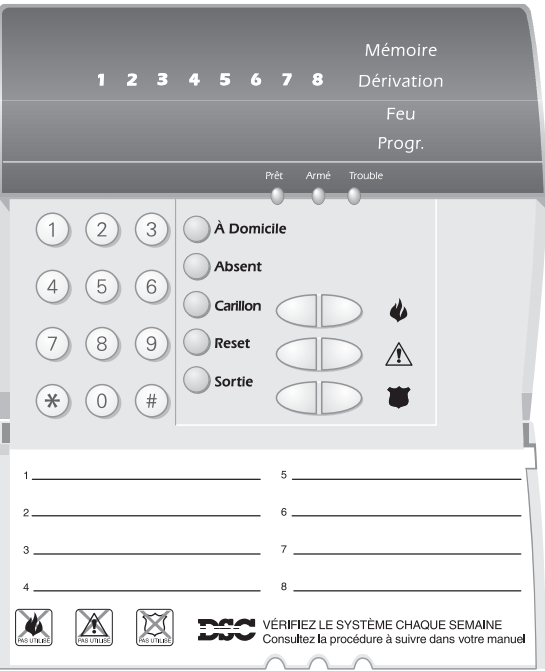 Mémoire
1 2 3 4 5 6 7 8 Dérivation
Feu
Progr.
Prêt Armé Trouble
1 2 3
4 5 6
7 8 9
* 0 #
À Domicile
Absent
Carillon
Reset
Sortie
1
2
3
4
5
6
7
8
PAS UTILISÉ
PAS UTILISÉ
PAS UTILISÉ
DSC
VÉRIFIEZ LE SYSTÈME CHAQUE SEMAINE
Consultez la procédure à suivre dans votre manuel